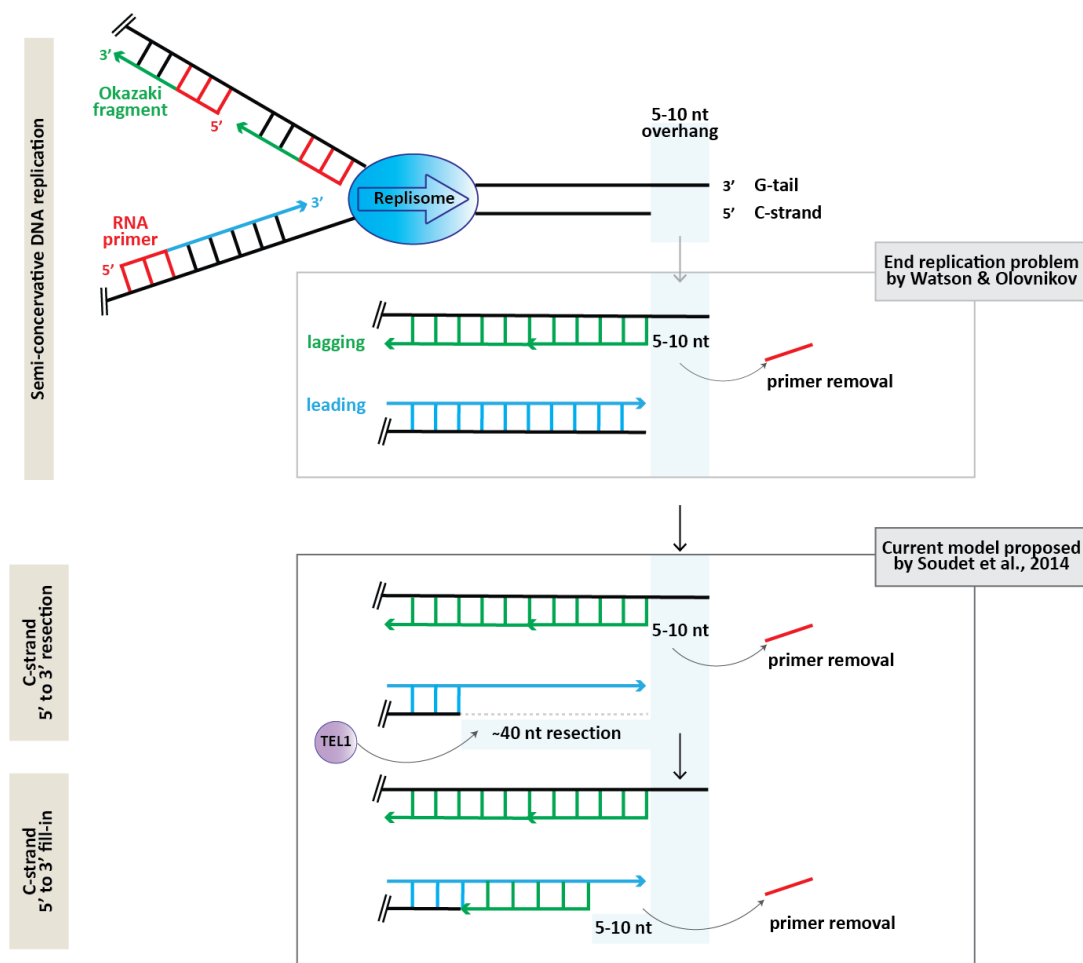 Semi-concervative DNA replication
3'
Okazaki
fragment
5'
RNA
primer
5'
3'
Replisome
5-10 nt
overhang
3' G-tail
5' C-strand
End replication problem
by Watson & Olovnikov
lagging
5-10 nt
primer removal
leading
Current model proposed
by Soudet et al., 2014
C-strand
5' to 3' resection
5-10 nt
primer removal
TEL1
~40 nt resection
C-strand
5' to 3' fill-in
5-10 nt
primer removal